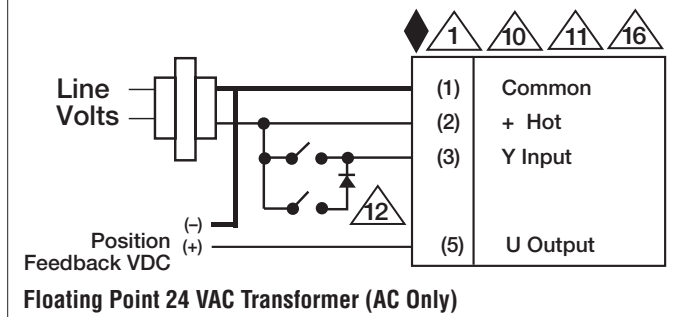 1 10 11 16
Line
Volts
(1) Common
(2) + Hot
(3) Y Input
12
(–)
Position (+)
Feedback VDC
(5) U Output
Floating Point 24 VAC Transformer (AC Only)